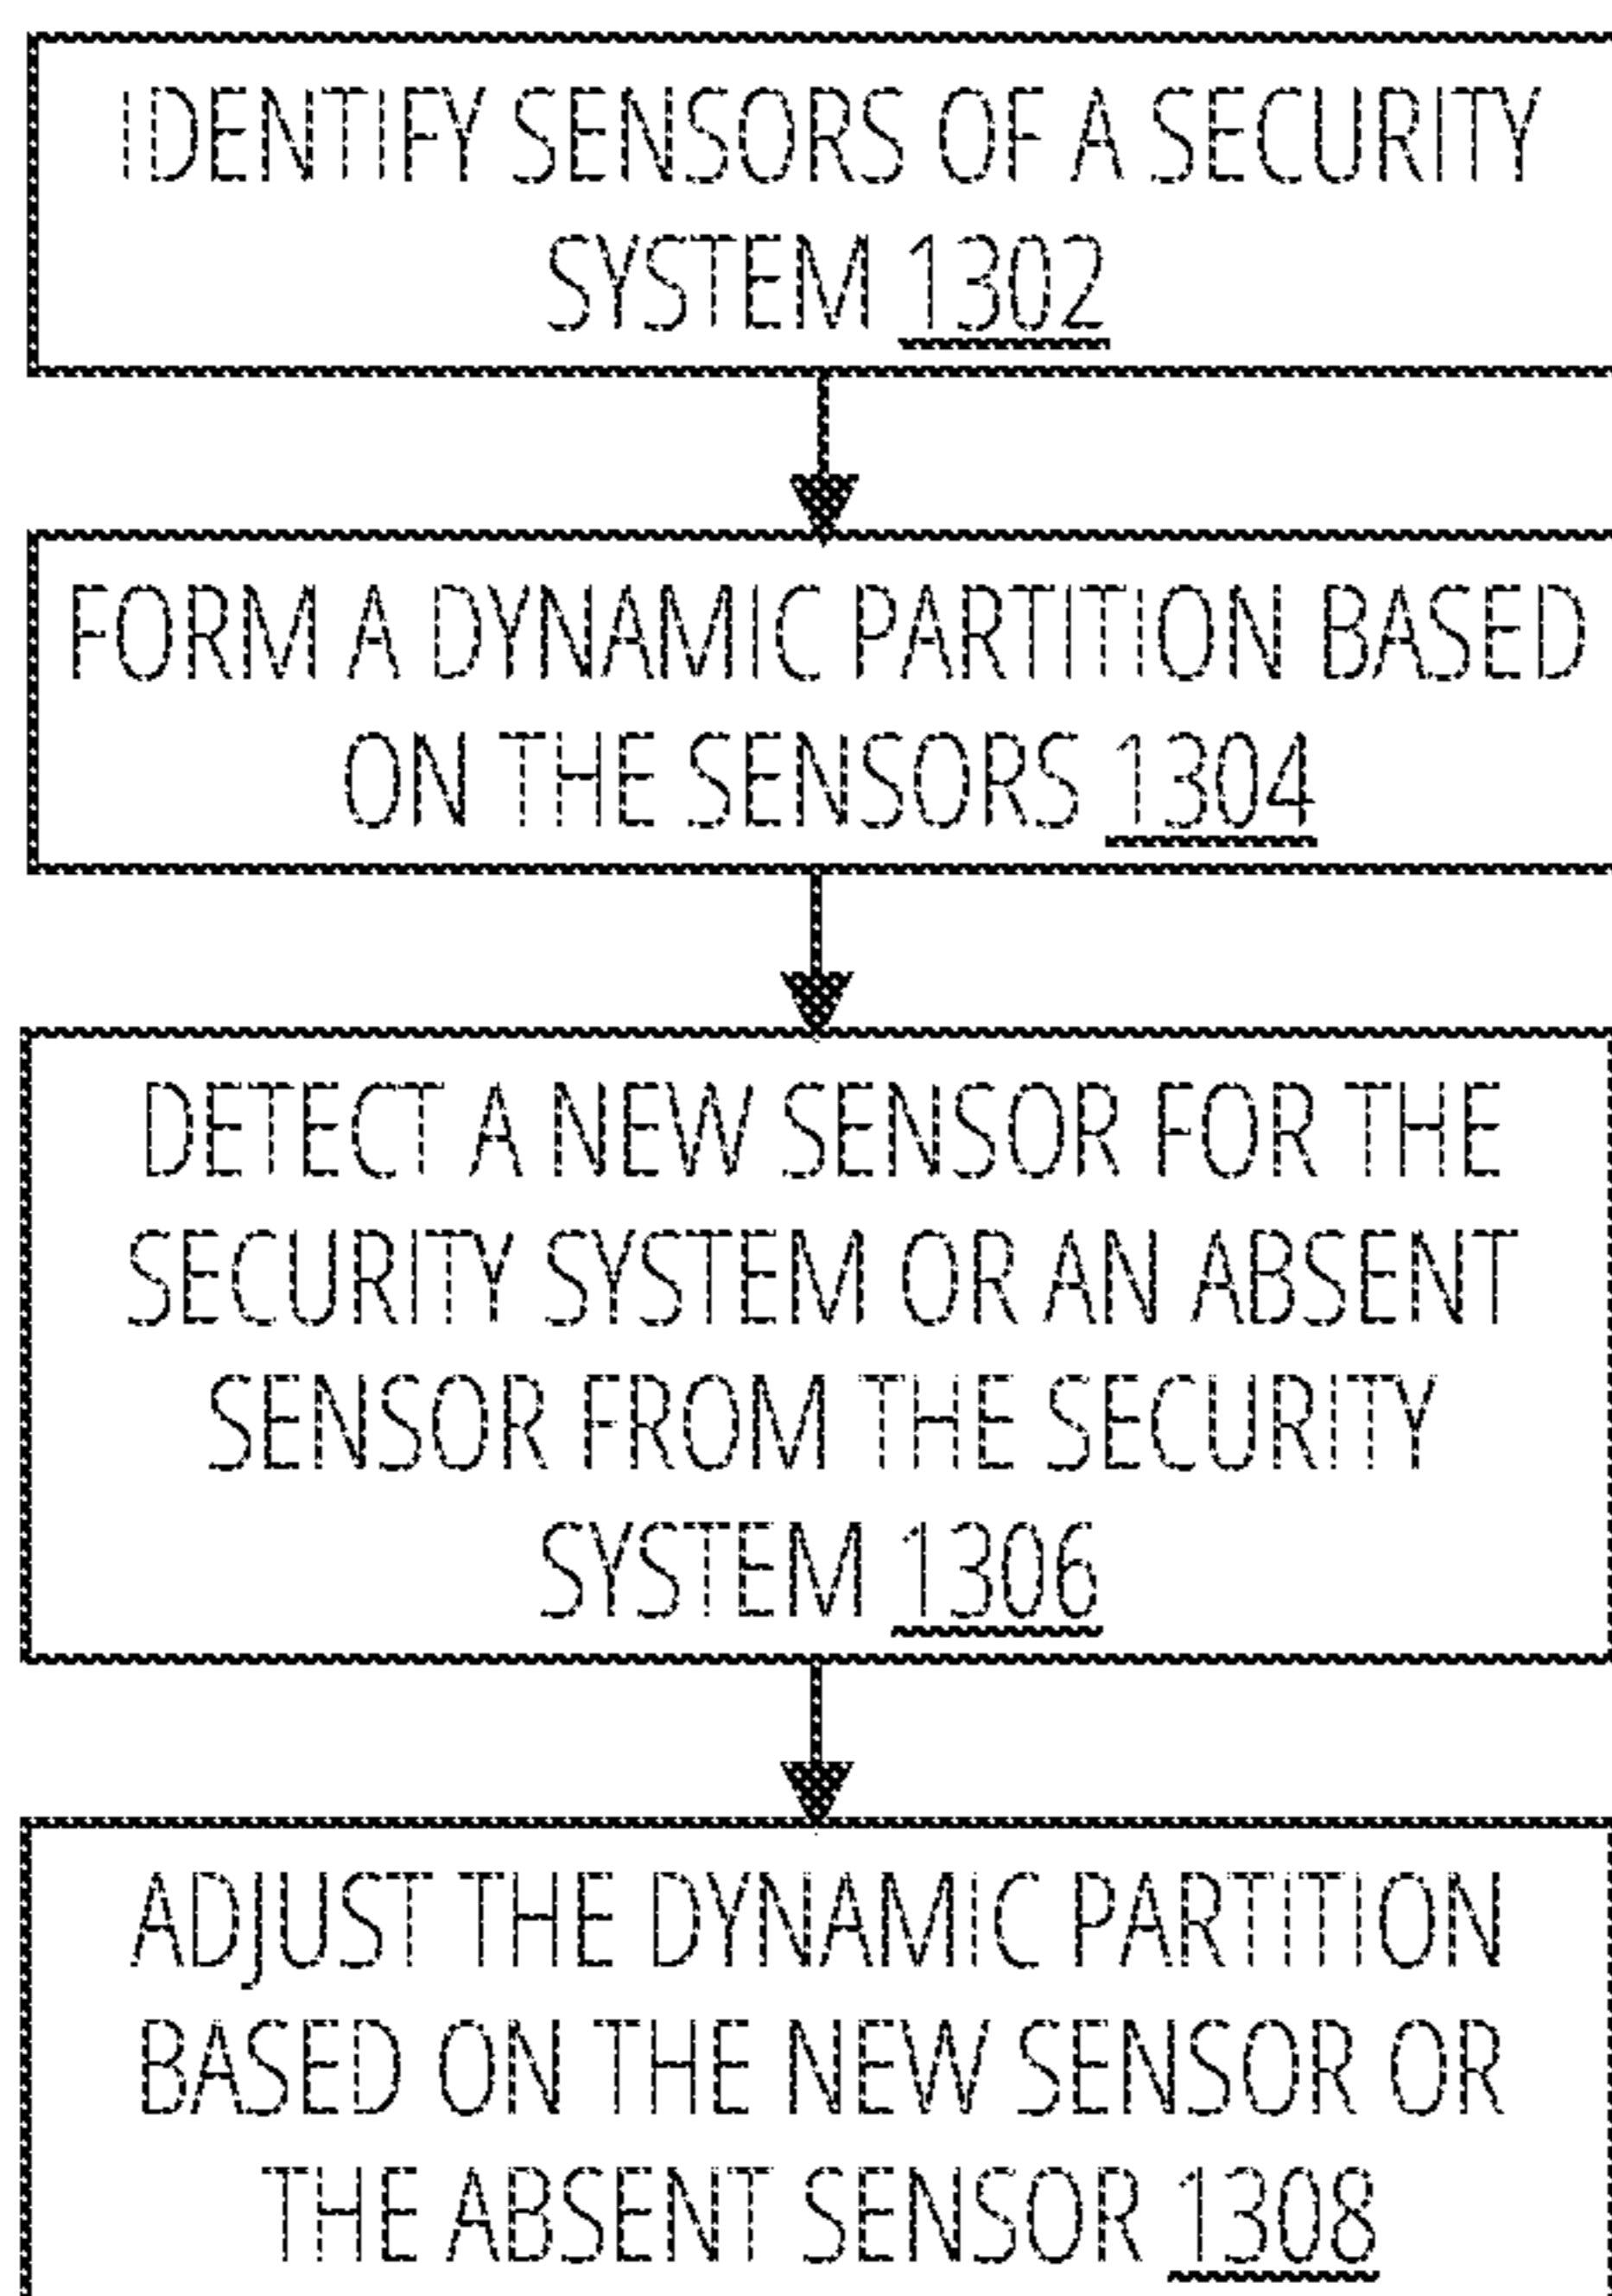 IDENTIFY SENSORS OF A SECURITY
SYSTEM 1302
FORM A DYNAMIC PARTITION BASED
ON THE SENSORS 1304
DETECT A NEW SENSOR FOR THE
SECURITY SYSTEM OR AN ABSENT
SENSOR FROM THE SECURITY
SYSTEM 1306
ADJUST THE DYNAMIC PARTITION
BASED ON THE NEW SENSOR OR
THE ABSENT SENSOR 1308